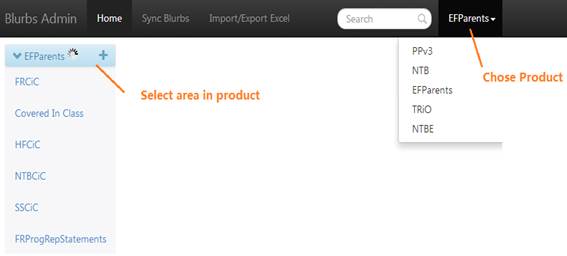 Blurbs Admin Home Sync Blurbs Import/Export Excel Search EFParents
EFParents +
FRCiC
Covered In Class
HFCiC
NTBCiC
SSCiC
FRProgRepStatements
Select area in product
PPv3
NTB
EFParents
TRiO
NTBE
Chose Product